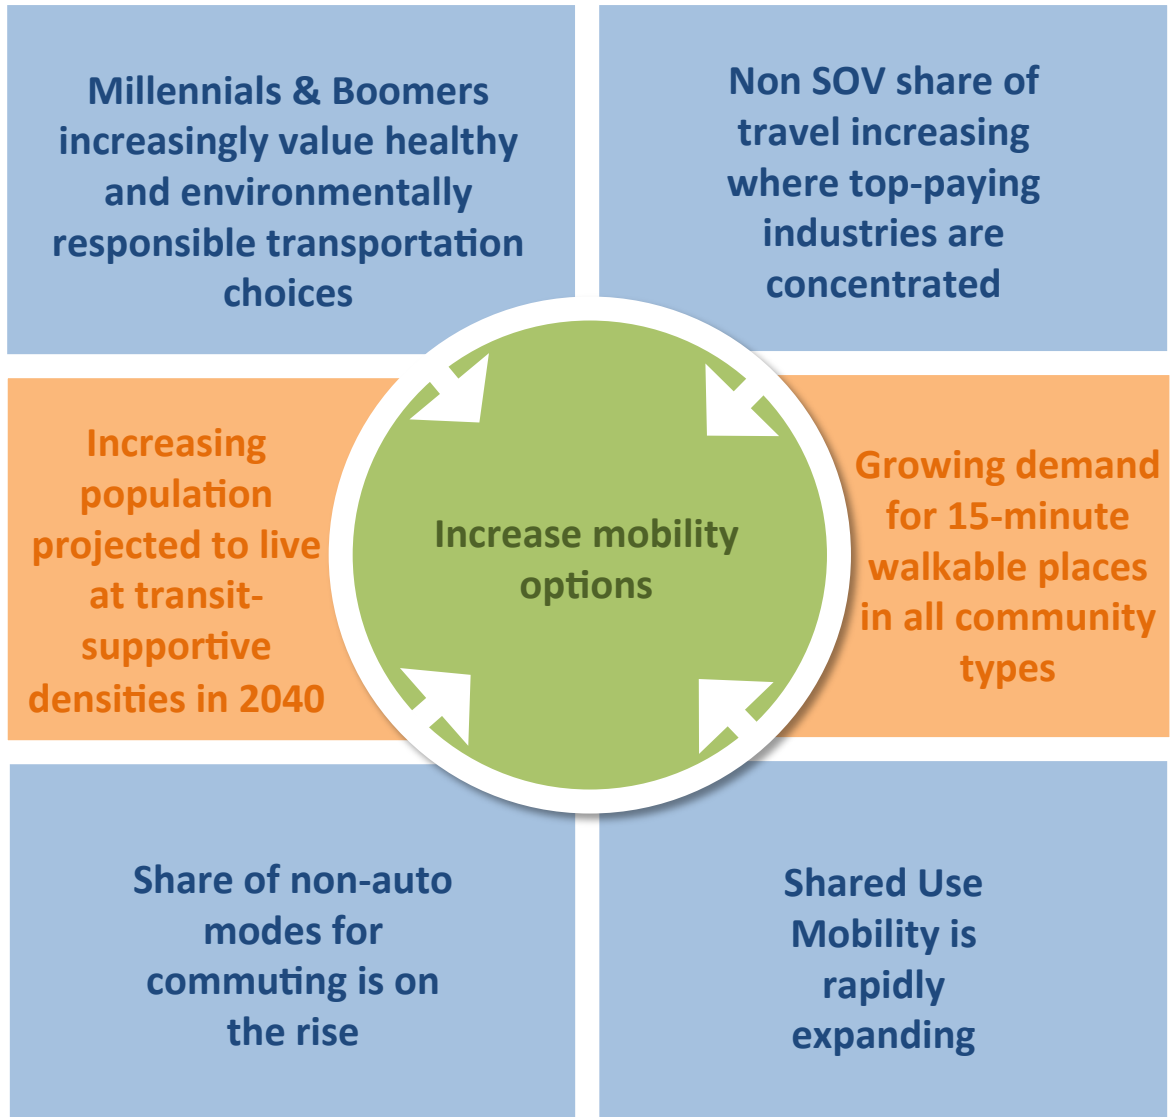 Millennials & Boomers
increasingly value healthy
and environmentally
responsible transportation
choices
Non SOV share of
travel increasing
where top-paying
industries are
concentrated
Increasing
population
projected to live
at transit-
supportive
densities in 2040
Increase mobility
options
Growing demand
for 15-minute
walkable places
in all community
types
Share of non-auto
modes for
commuting is on
the rise
Shared Use
Mobility is
rapidly
expanding